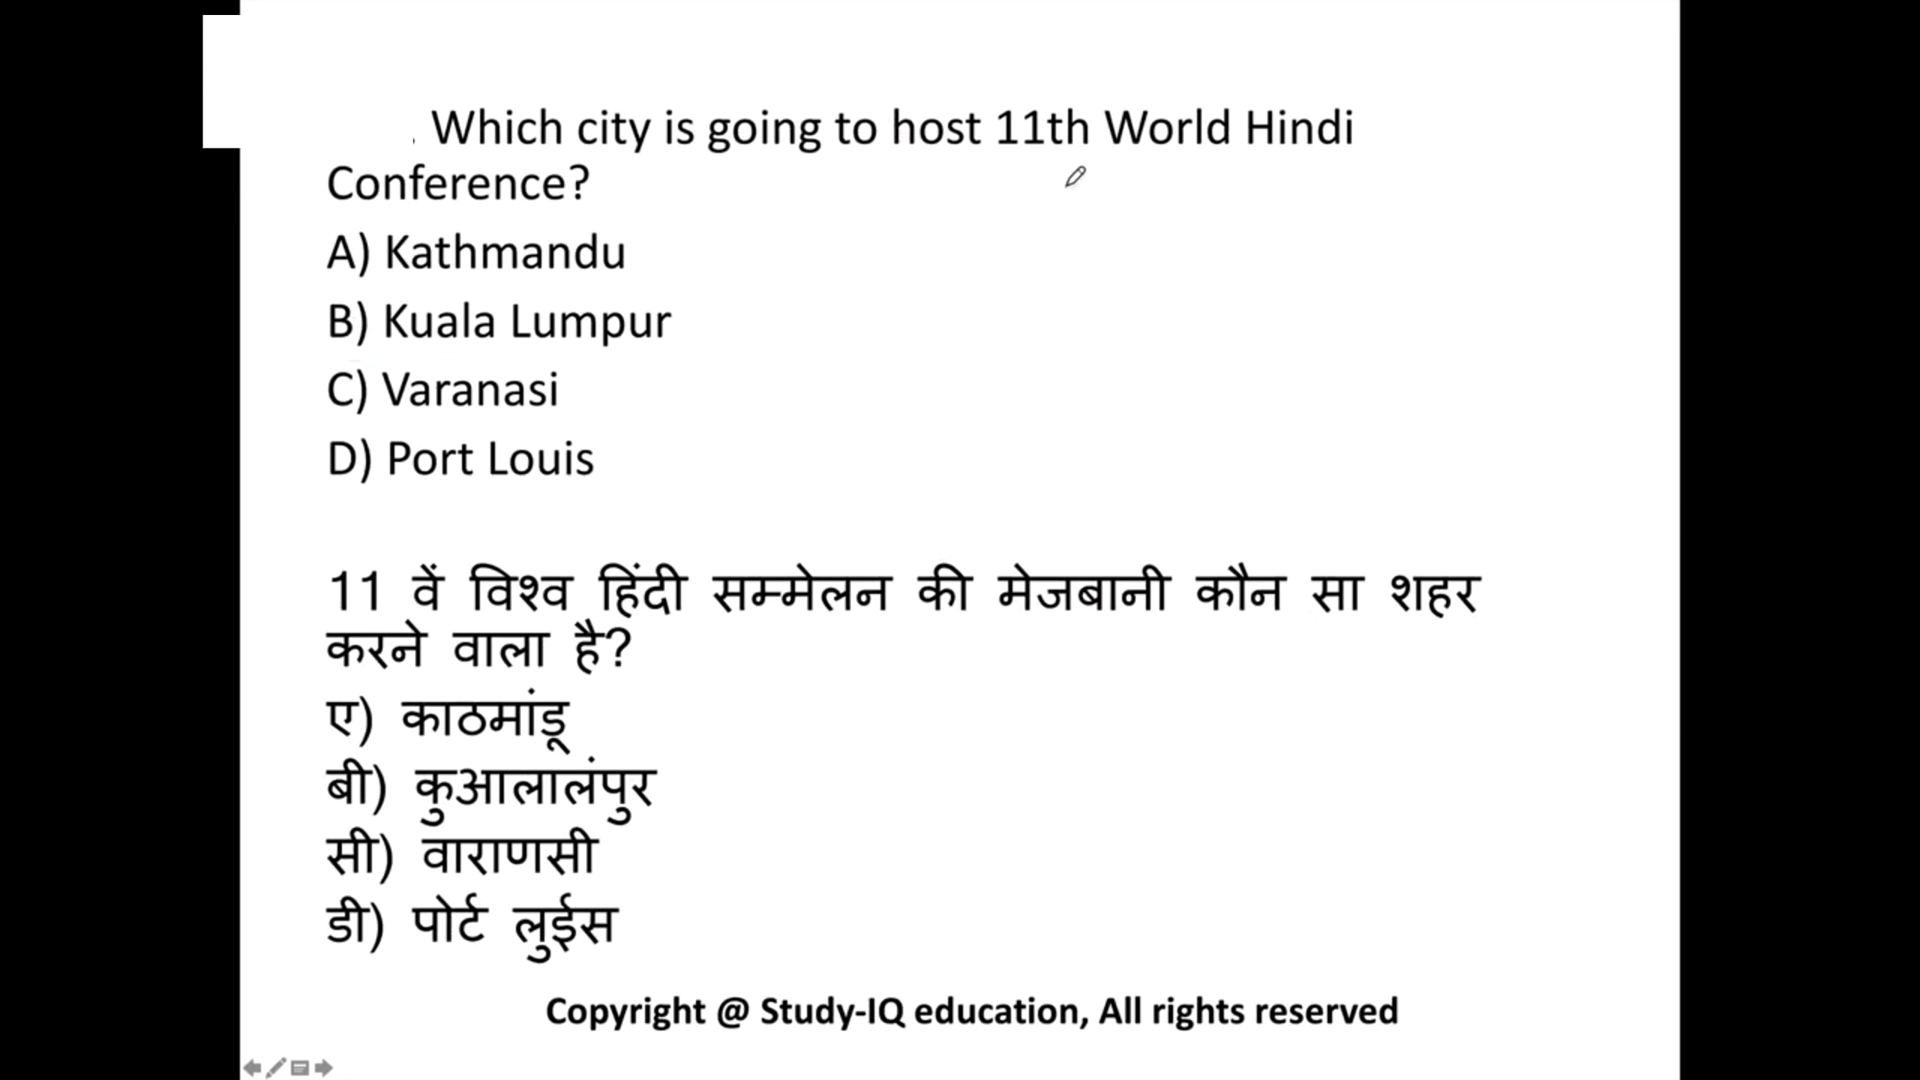 . Which city is going to host 11th World Hindi
Conference?
A) Kathmandu
B) Kuala Lumpur
C) Varanasi
D) Port Louis
11 वें विश्व हिंदी सम्मेलन की मेजबानी कौन सा शहर
करने वाला है?
ए) काठमांडू
बी) कुआलालंपुर
सी) वाराणसी
डी) पोर्ट लुईस
Copyright @ Study-IQ education, All rights reserved